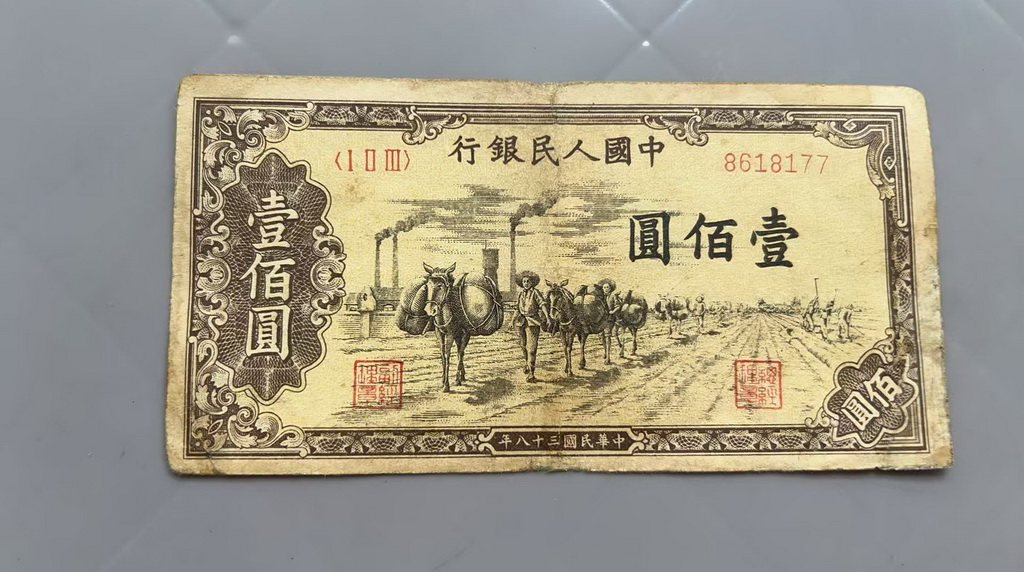 中國人民銀行
〈I II III〉
8618177
壹佰圓
壹佰圓
佰圓
中華民國三十八年